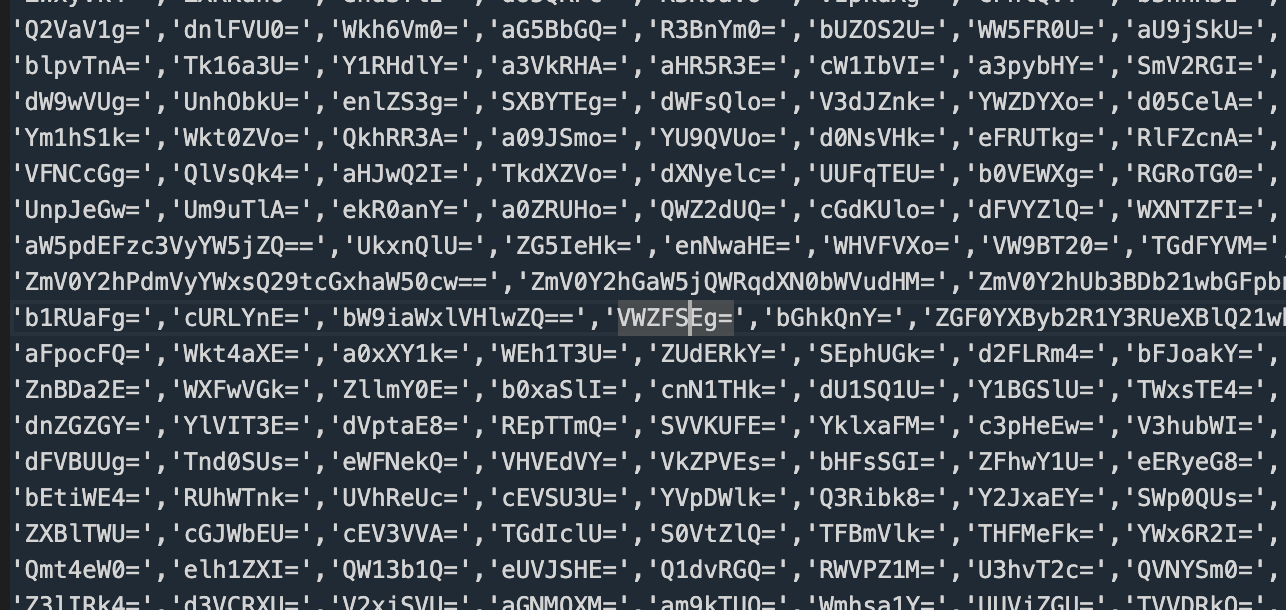 'Q2VaV1g=','dnlFVU0=','Wkh6Vm0=','aG5BbGQ=','R3BnYm0=','bUZOS2U=','WW5FR0U=','aU9jSkU=',
'blpvTnA=','Tk16a3U=','Y1RHdlY=','a3VkRHA=','aHR5R3E=','cW1IbVI=','a3pybHY=','SmV2RGI=',
'dW9wVUg=','UnhObkU=','enlZS3g=','SXBYTEg=','dWFsQlo=','V3dJZnk=','YWZDYXo=','d05CelA=',
'Ym1hS1k=','Wkt0ZVo=','QkhRR3A=','a09JSmo=','YU9QVUo=','d0NsVHk=','eFRUTkg=','RlFZcnA=',
'VFNCcGg=','QlVsQk4=','aHJwQ2I=','TkdXZVo=','dXNyelc=','UUFqTEU=','b0VEWXg=','RGRoTG0=',
'UnpJeGw=','Um9uTlA=','ekR0anY=','a0ZRUHo=','QWZ2dUQ=','cGdKUlo=','dFVYZlQ=','WXNTZFI=',
'aW5pdEFzc3VyYW5jZQ==','UkxnQlU=','ZG5IeHk=','enNwaHE=','WHVFVXo=','VW9BT20=','TGdFYVM='
'ZmV0Y2hPdmVyYWxsQ29tcGxhaW50cw==','ZmV0Y2hGaW5jQWRqdXN0bWVudHM=','ZmV0Y2hUb3BDb21wbGFpbn
'b1RUaFg=','cURLYnE=','bW9iaWxlVHlwZQ==','VWZFSEg=','bGhkQnY=','ZGF0YXByb2R1Y3RUeXBlQ21w
'aFpocFQ=','Wkt4aXE=','a0xXY1k=','WEh1T3U=','ZUdERkY=','SEphUGk=','d2FLRm4=','bFJoakY=',
'ZnBDa2E=','WXFwVGk=','ZllmY0E=','b0xaSlI=','cnN1THk=','dU1SQ1U=','Y1BGSlU=','TWxsTE4=',
'dnZGZGY=','YlVIT3E=','dVptaE8=','REpTTmQ=','SVVKUFE=','YklxaFM=','c3pHeEw=','V3hubWI=',
'dFVBUUg=','Tnd0SUs=','eWFNekQ=','VHVEdVY=','VkZPVEs=','bHFsSGI=','ZFhwY1U=','eERyeG8=',
'bEtiWE4=','RUhWTnk=','UVhReUc=','cEVSU3U=','YVpDWlk=','Q3Ribk8=','Y2JxaEY=','SWp0QUs=',
'ZXBlTWU=','cGJWbEU=','cEV3VVA=','TGdIclU=','S0VtZlQ=','TFBmVlk=','THFMeFk=','YWx6R2I=',
'Qmt4eW0=','elh1ZXI=','QW13b1Q=','eUVJSHE=','Q1dvRGQ=','RWVPZ1M=','U3hvT2c=','QVNYSm0=',